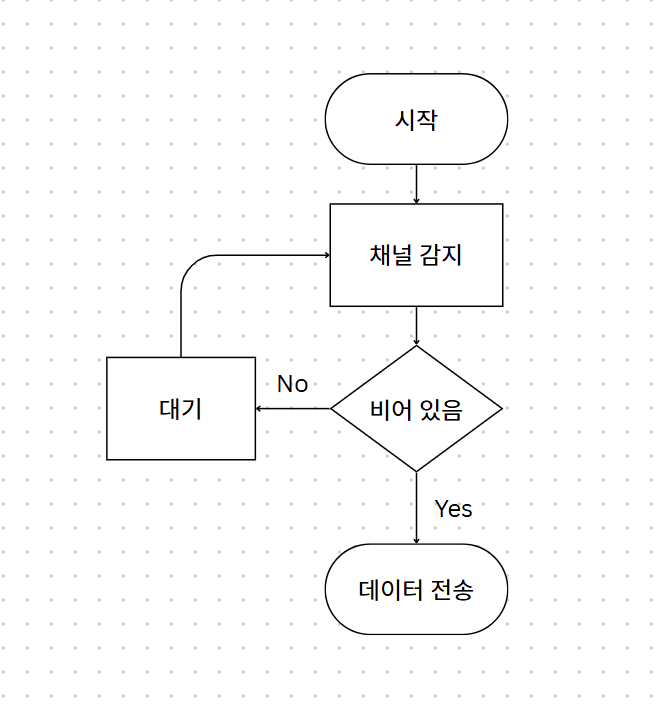 시작
채널 감지
비어 있음
No
대기
Yes
데이터 전송